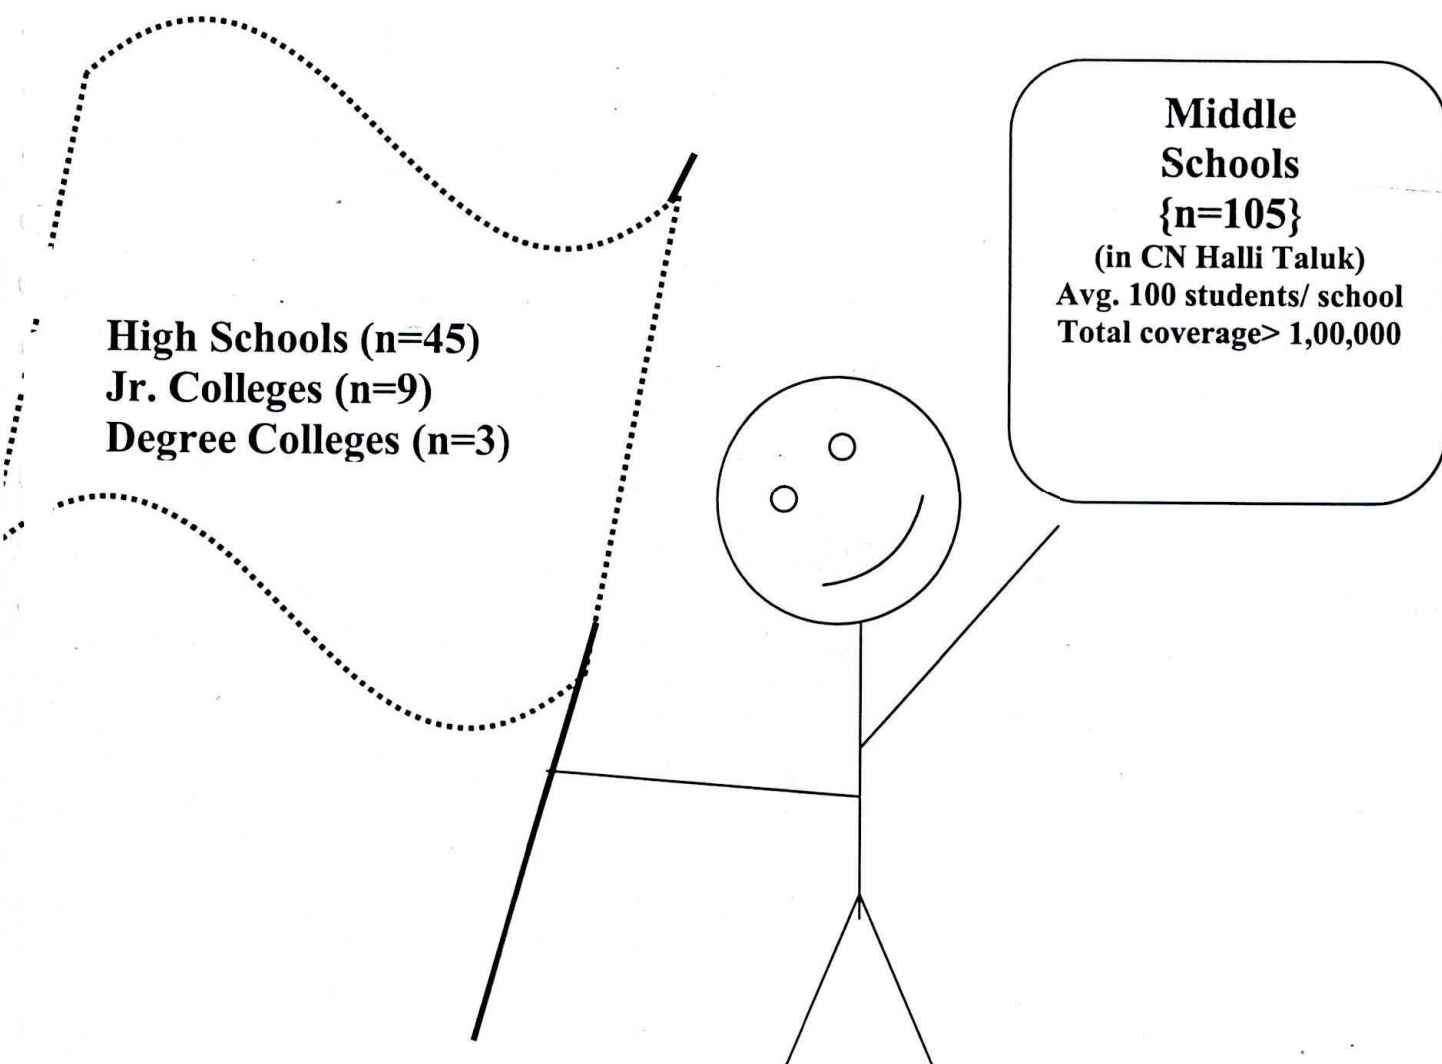 High Schools (n=45)
Jr. Colleges (n=9)
Degree Colleges (n=3)
Middle
Schools
{n=105}
(in CN Halli Taluk)
Avg. 100 students/ school
Total coverage> 1,00,000